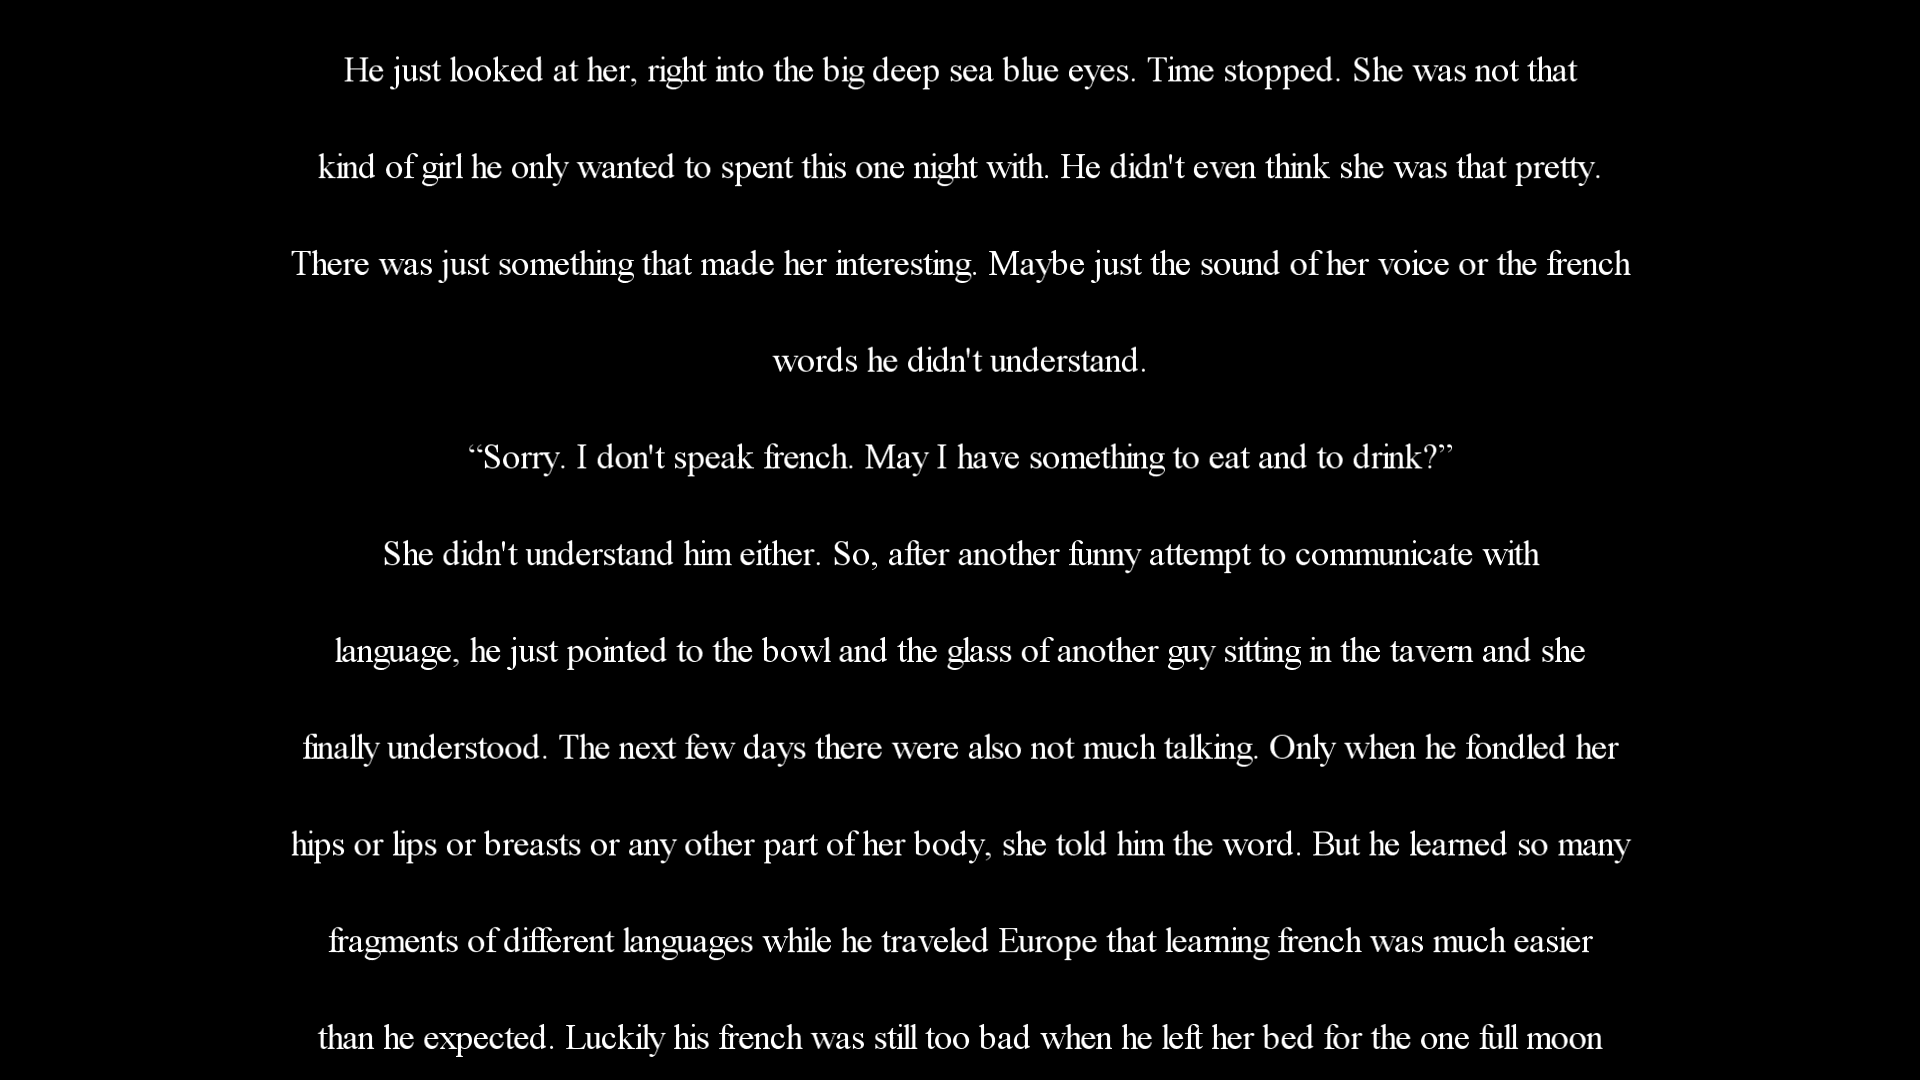 He just looked at her, right into the big deep sea blue eyes. Time stopped. She was not that
kind of girl he only wanted to spent this one night with. He didn't even think she was that pretty.
There was just something that made her interesting. Maybe just the sound of her voice or the french
words he didn't understand.
“Sorry. I don't speak french. May I have something to eat and to drink?”
She didn't understand him either. So, after another funny attempt to communicate with
language, he just pointed to the bowl and the glass of another guy sitting in the tavern and she
finally understood. The next few days there were also not much talking. Only when he fondled her
hips or lips or breasts or any other part of her body, she told him the word. But he learned so many
fragments of different languages while he traveled Europe that learning french was much easier
than he expected. Luckily his french was still too bad when he left her bed for the one full moon